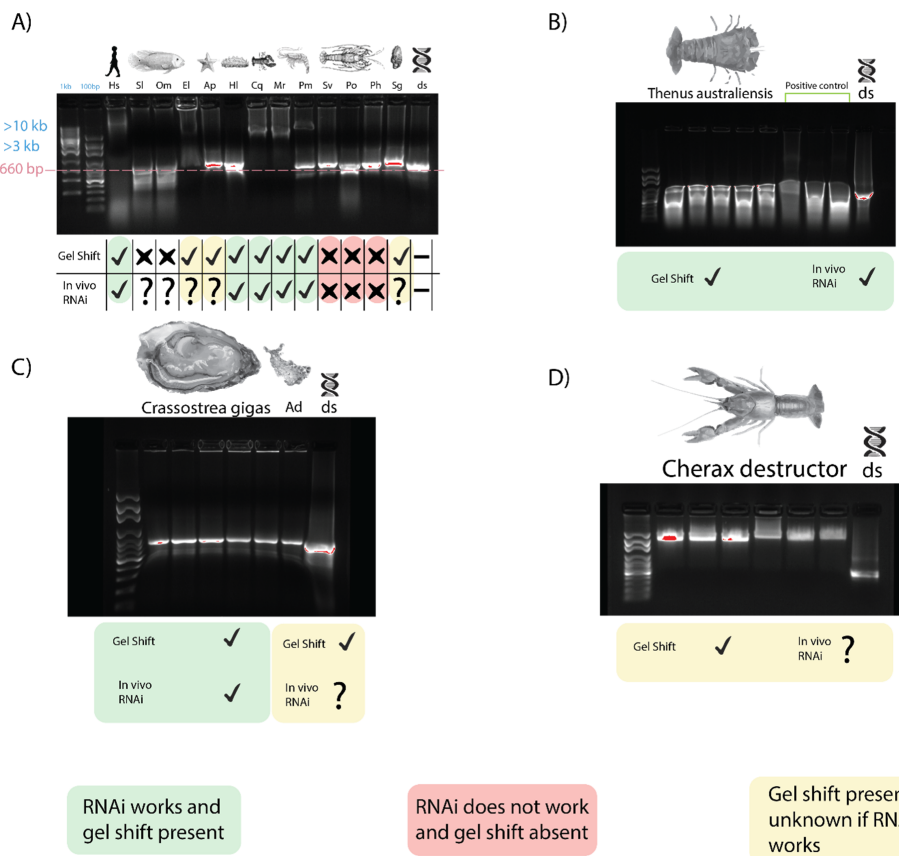 A)
1kb 100bp Hs Sl Om El Ap Hl Cq Mr Pm Sv Po Ph Sg ds
>10 kb
>3 kb
660 bp
Gel Shift
In vivo
RNAi
? ? ? ? ?
B)
Thenus australiensis
Positive control
ds
Gel Shift
In vivo
RNAi
C)
Crassostrea gigas
Ad
ds
Gel Shift
In vivo
RNAi
Gel Shift
In vivo
RNAi
?
D)
Cherax destructor
ds
Gel Shift
In vivo
RNAi
?
RNAi works and
gel shift present
RNAi does not work
and gel shift absent
Gel shift presen
unknown if RN
works